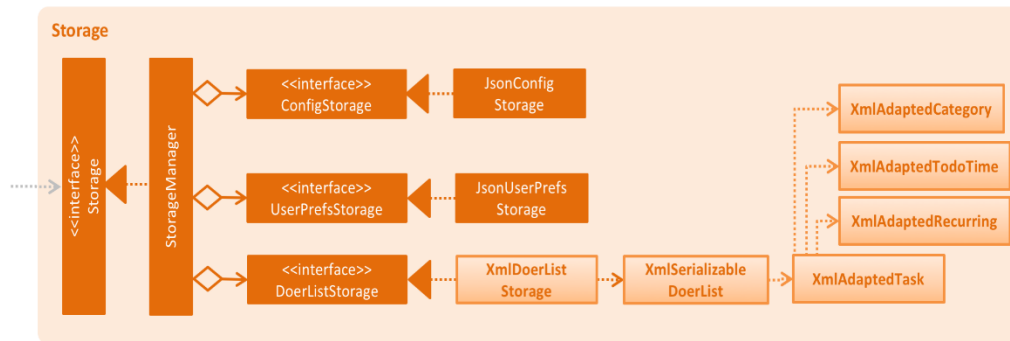 Storage
<<interface>>
Storage
StorageManager
<<interface>>
ConfigStorage
JsonConfig
Storage
<<interface>>
UserPrefsStorage
JsonUserPrefs
Storage
<<interface>>
DoerListStorage
XmlDoerList
Storage
XmlSerializable
DoerList
XmlAdaptedCategory
XmlAdaptedTodoTime
XmlAdaptedRecurring
XmlAdaptedTask